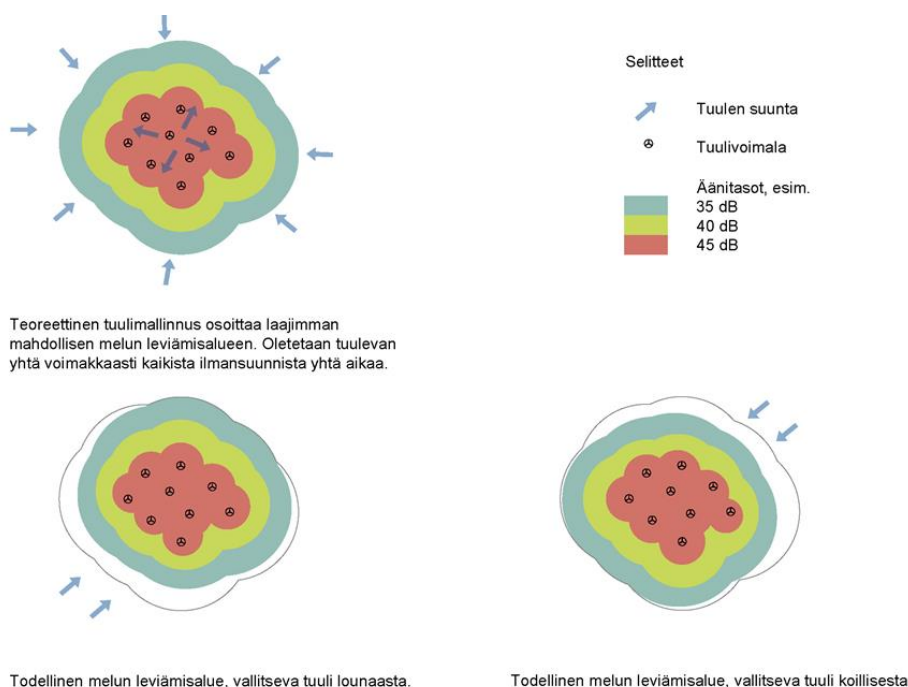 Selitteet
Tuulen suunta
Tuulivoimala
Äänitasot, esim.
35 dB
40 dB
45 dB
Teoreettinen tuulimallinnus osoittaa laajimman
mahdollisen melun leviämisalueen. Oletetaan tuulevan
yhtä voimakkaasti kaikista ilmansuunnista yhtä aikaa.
Todellinen melun leviämisalue, vallitseva tuuli lounaasta.
Todellinen melun leviämisalue, vallitseva tuuli koillisesta